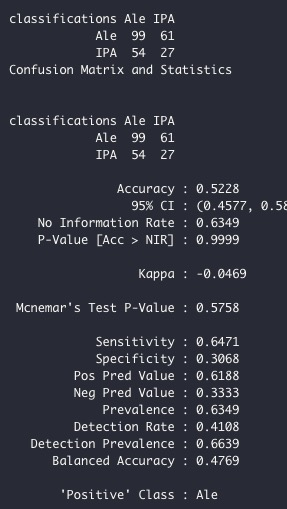 classifications Ale IPA
Ale 99 61
IPA 54 27
Confusion Matrix and Statistics
classifications Ale IPA
Ale 99 61
IPA 54 27
Accuracy : 0.5228
95% CI : (0.4577, 0.58
No Information Rate : 0.6349
P-Value [Acc > NIR] : 0.9999
Kappa : -0.0469
Mcnemar's Test P-Value : 0.5758
Sensitivity : 0.6471
Specificity : 0.3068
Pos Pred Value : 0.6188
Neg Pred Value : 0.3333
Prevalence : 0.6349
Detection Rate : 0.4108
Detection Prevalence : 0.6639
Balanced Accuracy : 0.4769
'Positive' Class : Ale